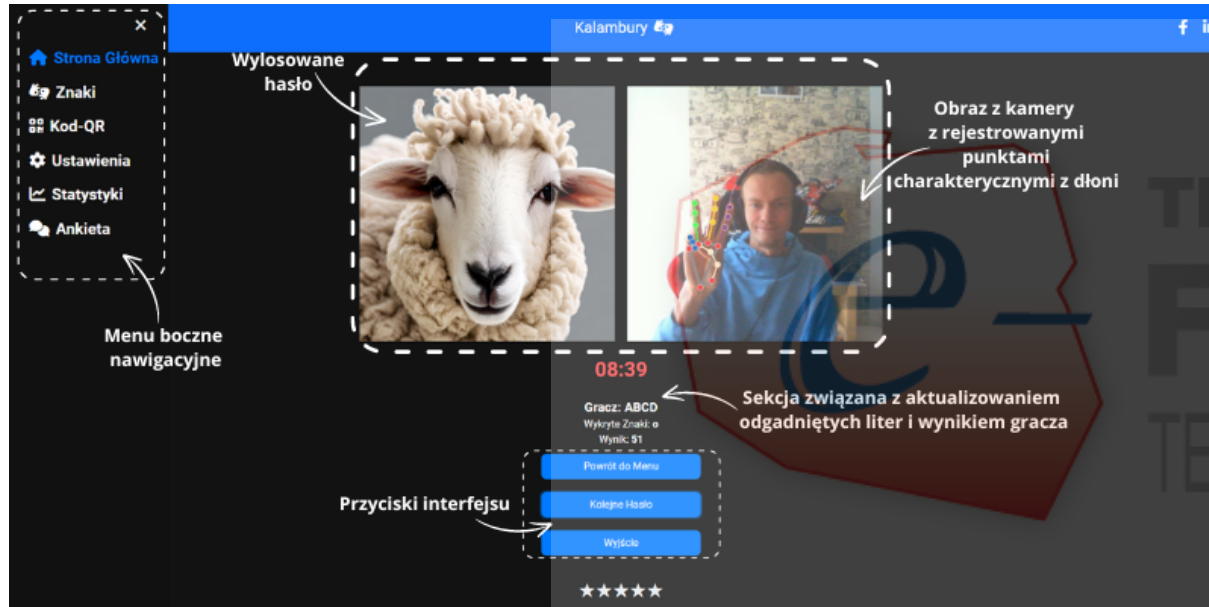 Kalambury
Strona Główna
Znaki
Kod-QR
Ustawienia
Statystyki
Ankieta
Menu boczne
nawigacyjne
Wylosowane
hasło
Obraz z kamery
z rejestrowanymi
punktami
charakterycznymi z dłoni
08:39
Gracz: ABCD
Wykryte Znaki: o
Wynik: 51
Sekcja związana z aktualizowaniem
odgadniętych liter i wynikiem gracza
Przyciski interfejsu
Powrót do Menu
Kolejne Hasło
Wyjście
e-